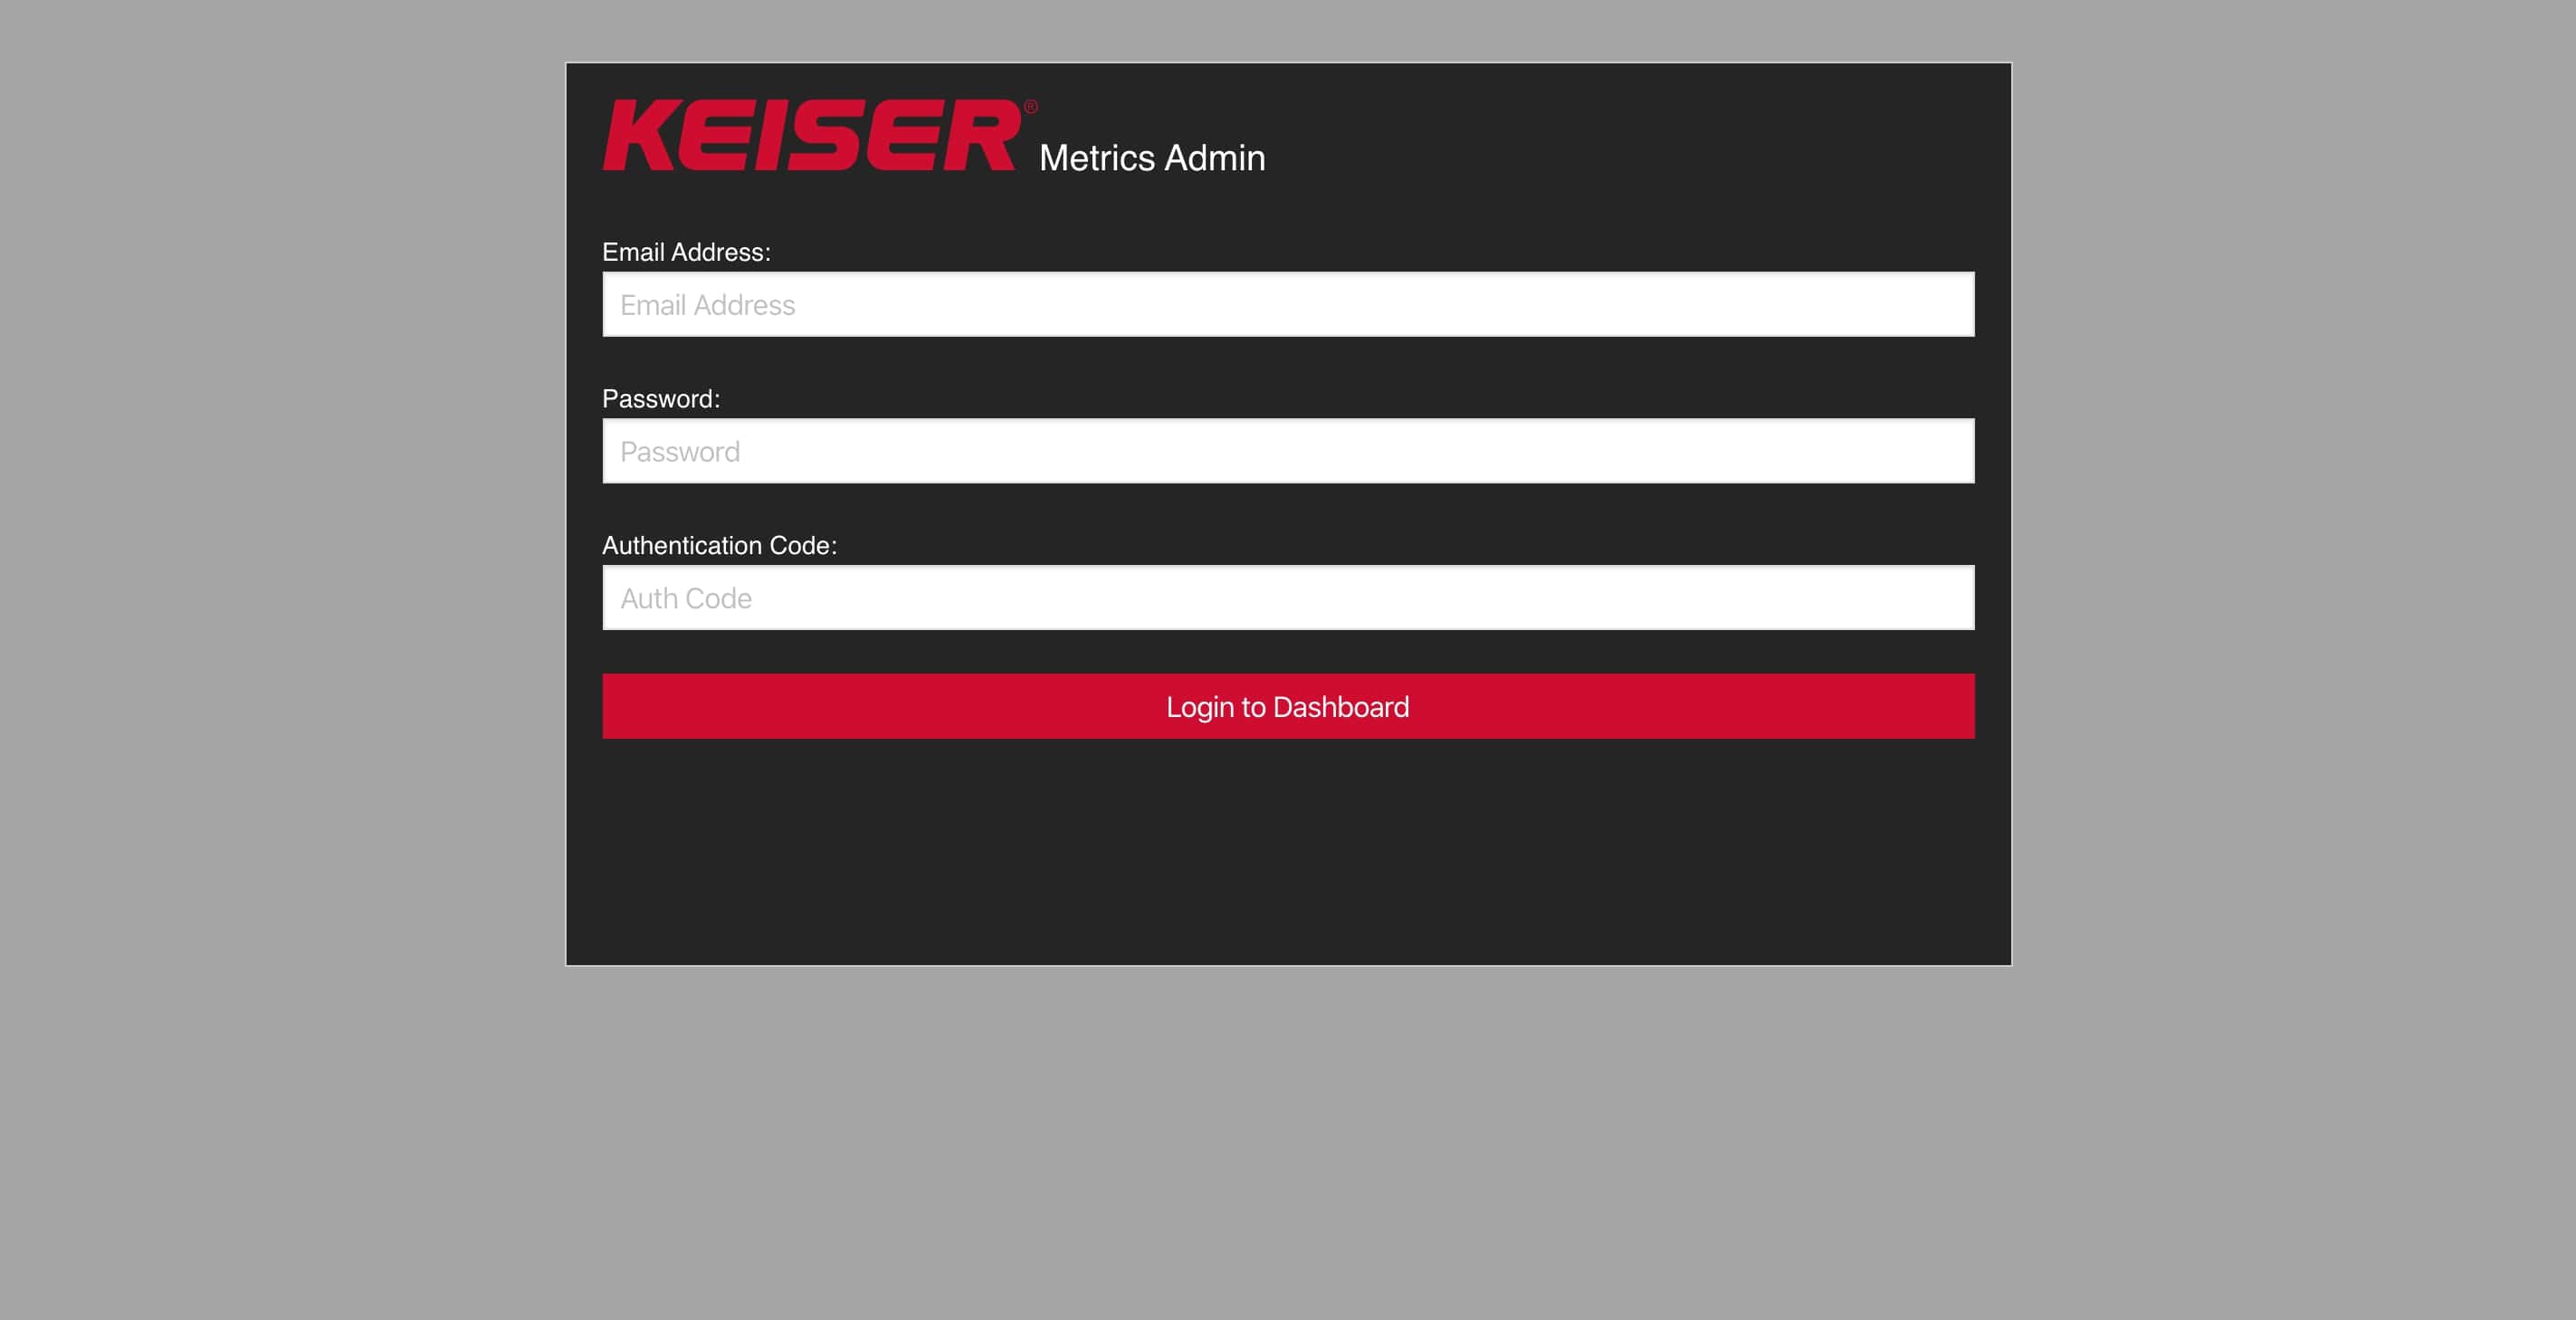 KEISER® Metrics Admin
Email Address:
Email Address
Password:
Password
Authentication Code:
Auth Code
Login to Dashboard